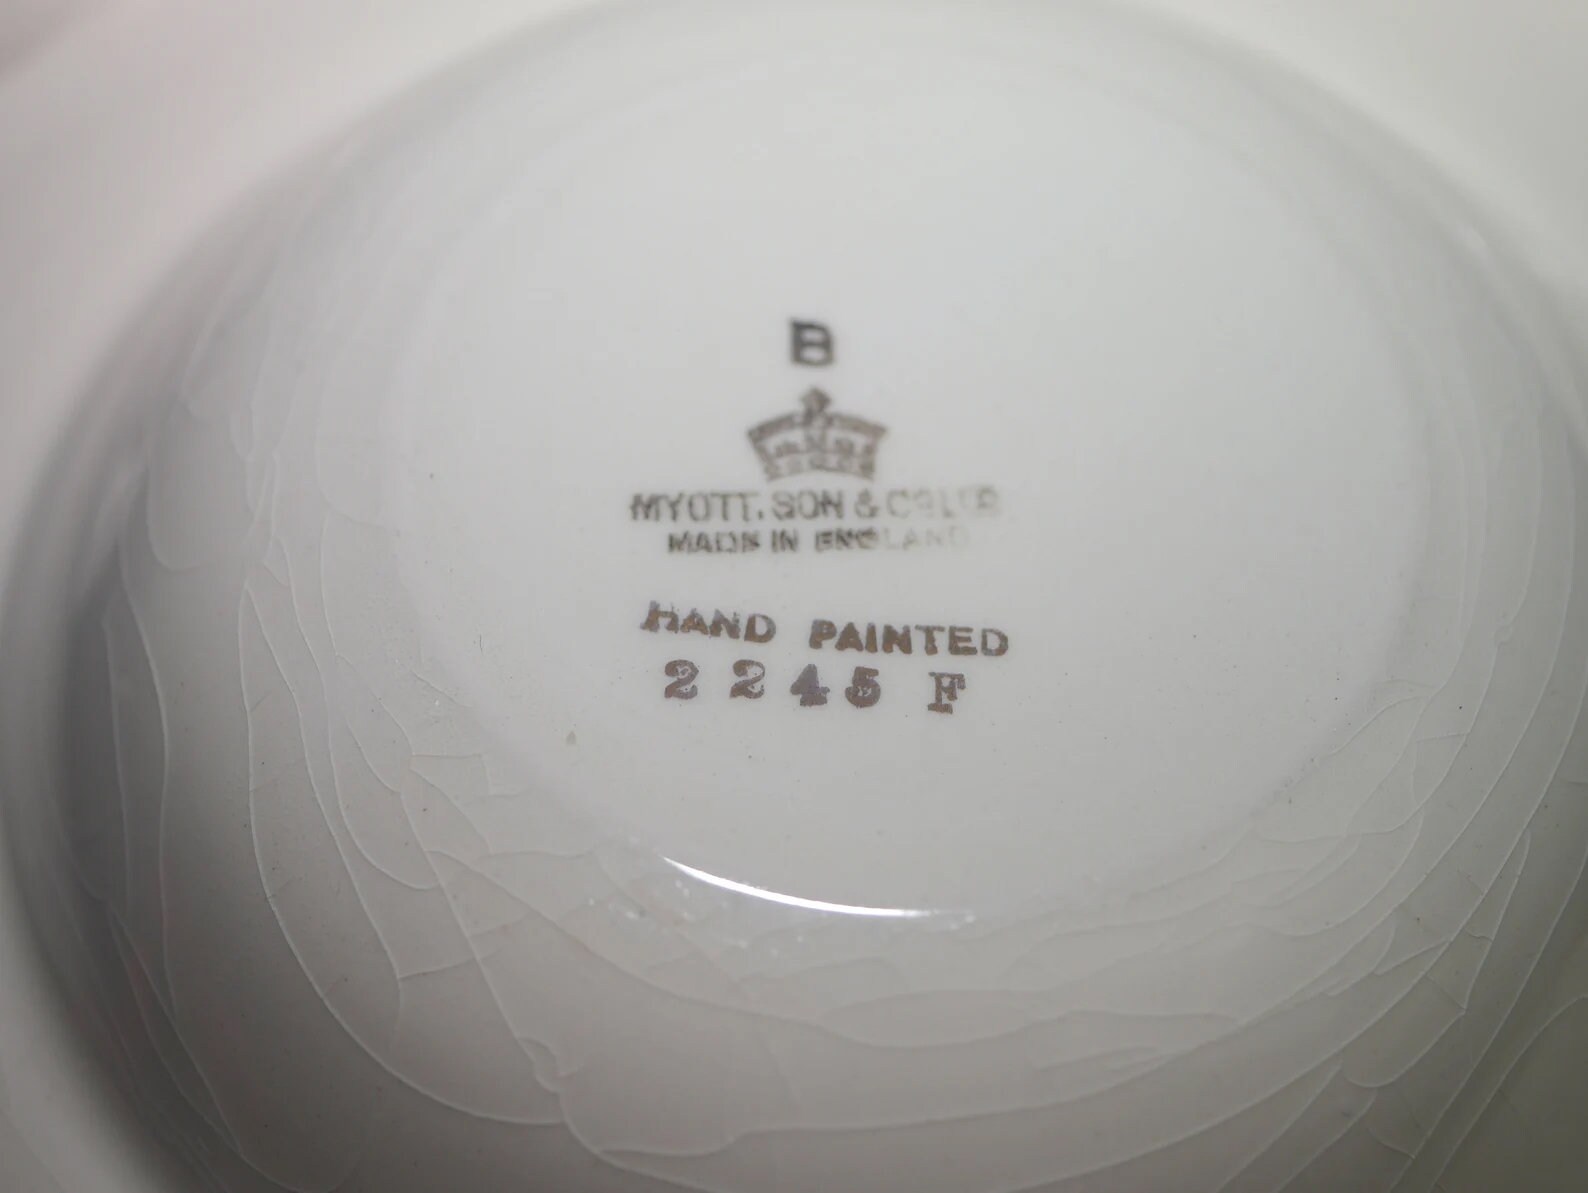 B
MYOTT, SON & CO LTD
MADE IN ENGLAND
HAND PAINTED
2245 F